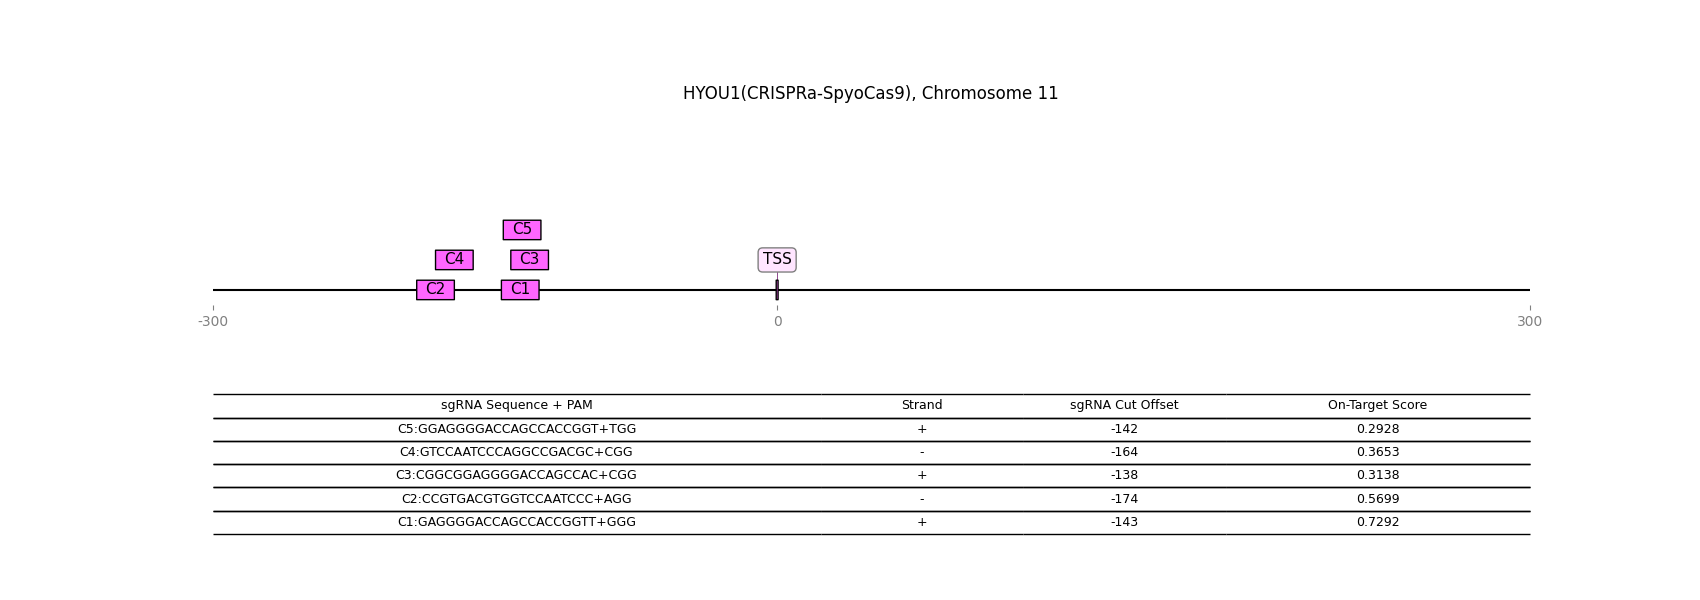 HYOU1(CRISPRa-SpyoCas9), Chromosome 11
C5
C4 C3 TSS
C2 C1
-300 0 300
sgRNA Sequence + PAM Strand sgRNA Cut Offset On-Target Score
C5:GGAGGGGACCAGCCACCGGT+TGG + -142 0.2928
C4:GTCCAATCCCAGGCCGACGC+CGG - -164 0.3653
C3:CGGCGGAGGGGACCAGCCAC+CGG + -138 0.3138
C2:CCGTGACGTGGTCCAATCCC+AGG - -174 0.5699
C1:GAGGGGACCAGCCACCGGTT+GGG + -143 0.7292